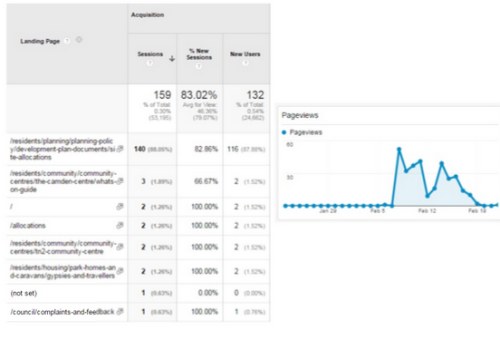 Acquisition
Landing Page
Sessions
% New
Sessions
New Users
159
% of Total:
0.30%
(53,195)
83.02%
Avg for View:
(79.07%)
132
% of Total:
0.54%
(24,662)
/residents/planning/planning-polic
y/development-plan-documents/si
te-allocations
140 (88.05%) 82.86% 116 (87.88%)
/residents/community/community-
centres/the-camden-centre/whats-
on-guide
3 (1.89%) 66.67% 2 (1.52%)
/ 2 (1.26%) 100.00% 2 (1.52%)
/allocations 2 (1.26%) 100.00% 2 (1.52%)
/residents/community/community-
centres/tn2-community-centre
2 (1.26%) 100.00% 2 (1.52%)
/residents/housing/park-homes-an
d-caravans/gypsies-and-travellers
2 (1.26%) 100.00% 2 (1.52%)
(not set) 1 (0.63%) 0.00% 0 (0.00%)
/council/complaints-and-feedback 1 (0.63%) 100.00% 1 (0.76%)
Pageviews
Pageviews
60
30
Jan 29
Feb 5
Feb 12
Feb 19